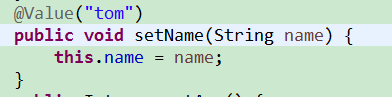 @Value("tom")
public void setName(String name) {
this.name = name;
}